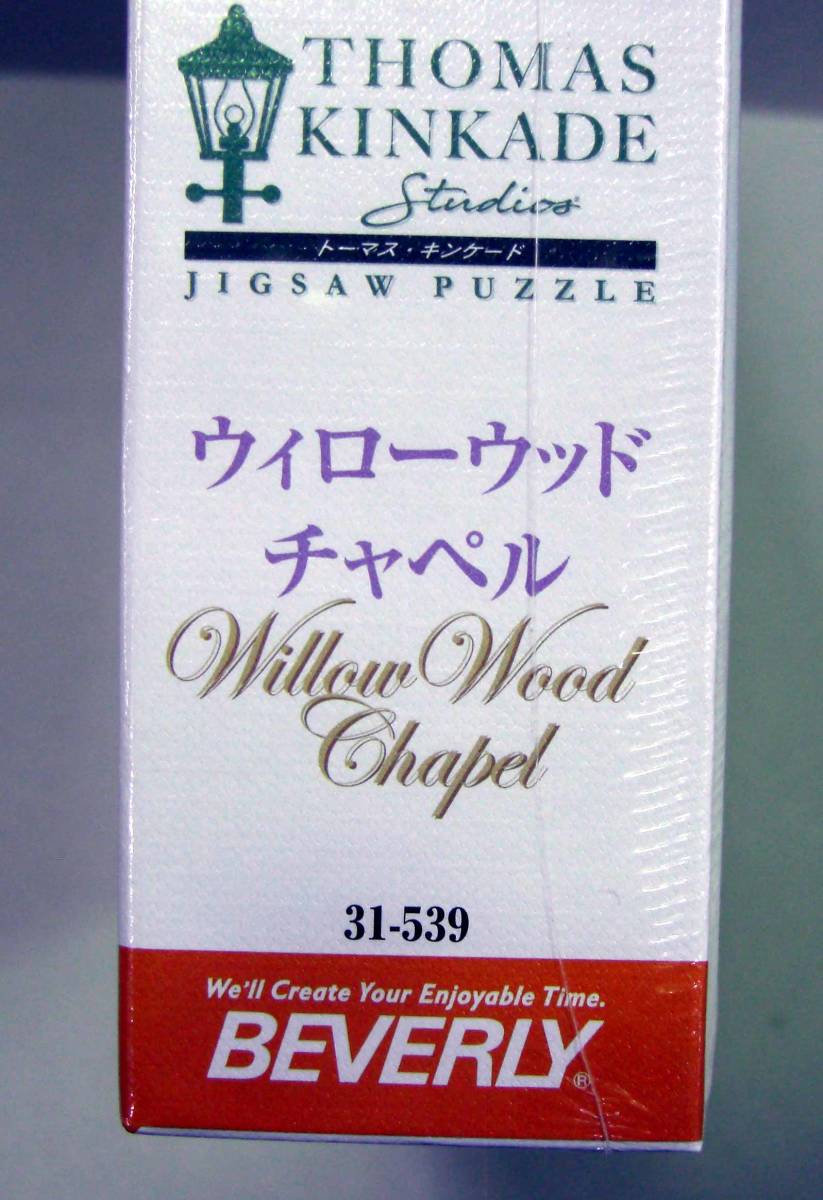 THOMAS
KINKADE
Studios
トーマス・キンケード
JIGSAW PUZZLE
ウィローウッド
チャペル
Willow Wood
Chapel
31-539
We'll Create Your Enjoyable Time.
BEVERLY®